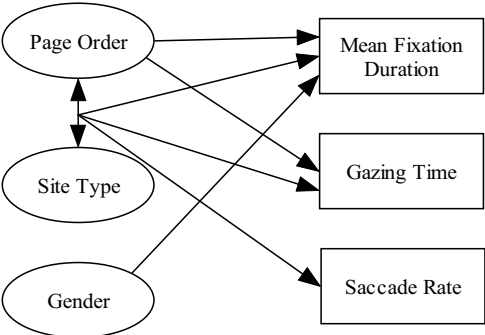 Page Order
Mean Fixation
Duration
Site Type
Gazing Time
Gender
Saccade Rate